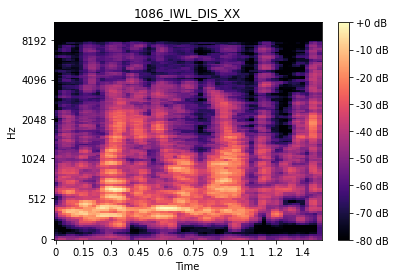 1086_IWL_DIS_XX
Hz
8192
4096
2048
1024
512
0
0 0.15 0.3 0.45 0.6 0.75 0.9 1.1 1.2 1.4
Time
+0 dB
-10 dB
-20 dB
-30 dB
-40 dB
-50 dB
-60 dB
-70 dB
-80 dB